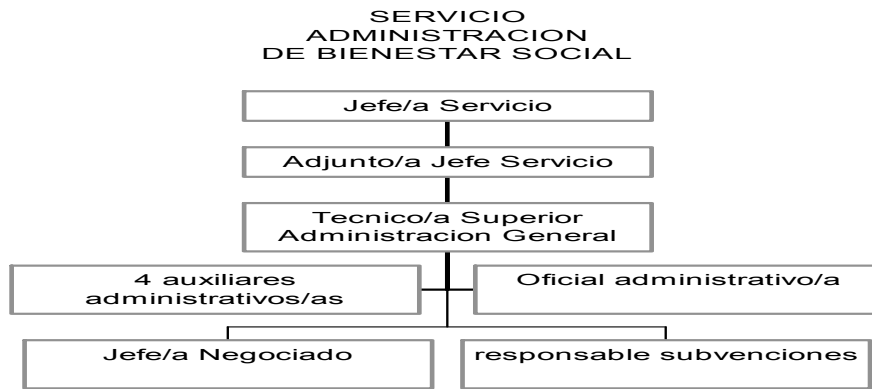 SERVICIO
ADMINISTRACION
DE BIENESTAR SOCIAL
Jefe/a Servicio
Adjunto/a Jefe Servicio
Tecnico/a Superior
Administracion General
4 auxiliares
administrativos/as
Oficial administrativo/a
Jefe/a Negociado
responsable subvenciones